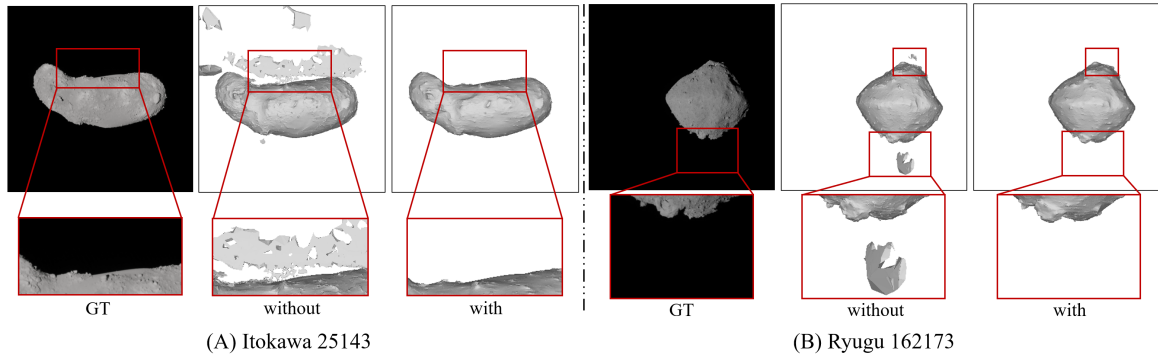 GT
without
with
GT
without
with
(A) Itokawa 25143
(B) Ryugu 162173